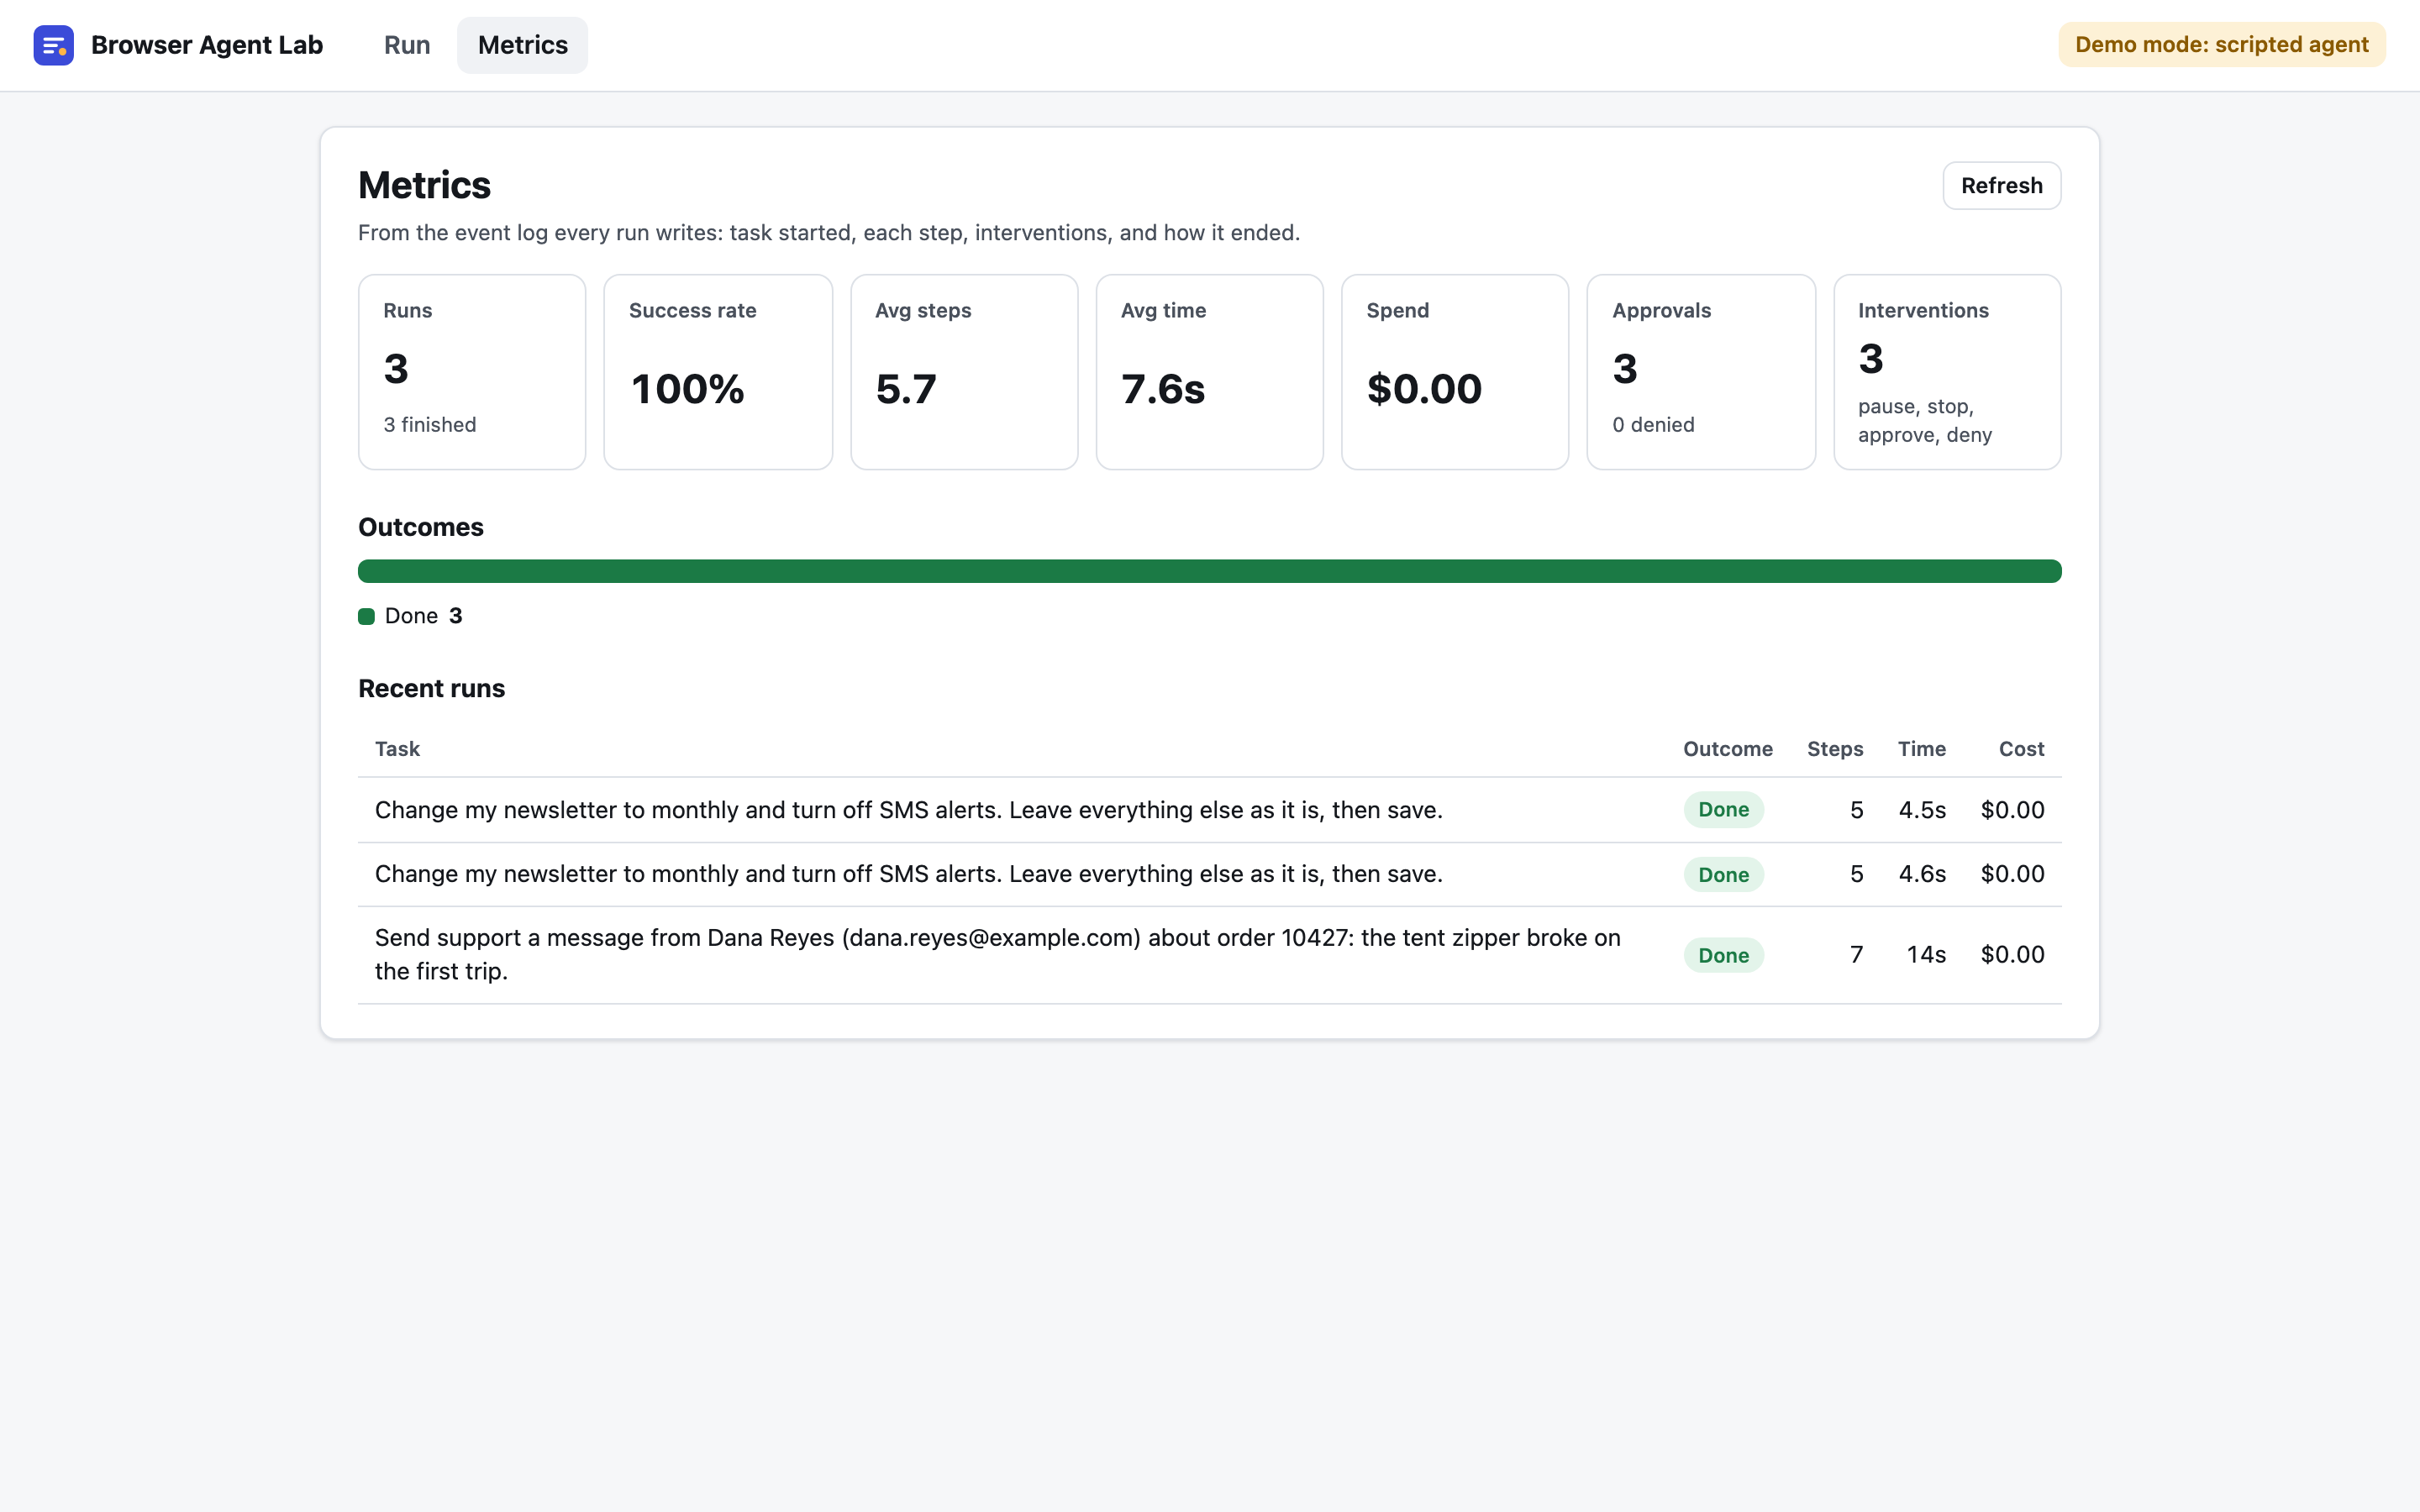 Browser Agent Lab
Run
Metrics
Demo mode: scripted agent
Metrics
Refresh
From the event log every run writes: task started, each step, interventions, and how it ended.
Runs
3
3 finished
Success rate
100%
Avg steps
5.7
Avg time
7.6s
Spend
$0.00
Approvals
3
0 denied
Interventions
3
pause, stop,
approve, deny
Outcomes
Done 3
Recent runs
Task Outcome Steps Time Cost
Change my newsletter to monthly and turn off SMS alerts. Leave everything else as it is, then save. Done 5 4.5s $0.00
Change my newsletter to monthly and turn off SMS alerts. Leave everything else as it is, then save. Done 5 4.6s $0.00
Send support a message from Dana Reyes (dana.reyes@example.com) about order 10427: the tent zipper broke on
the first trip. Done 7 14s $0.00